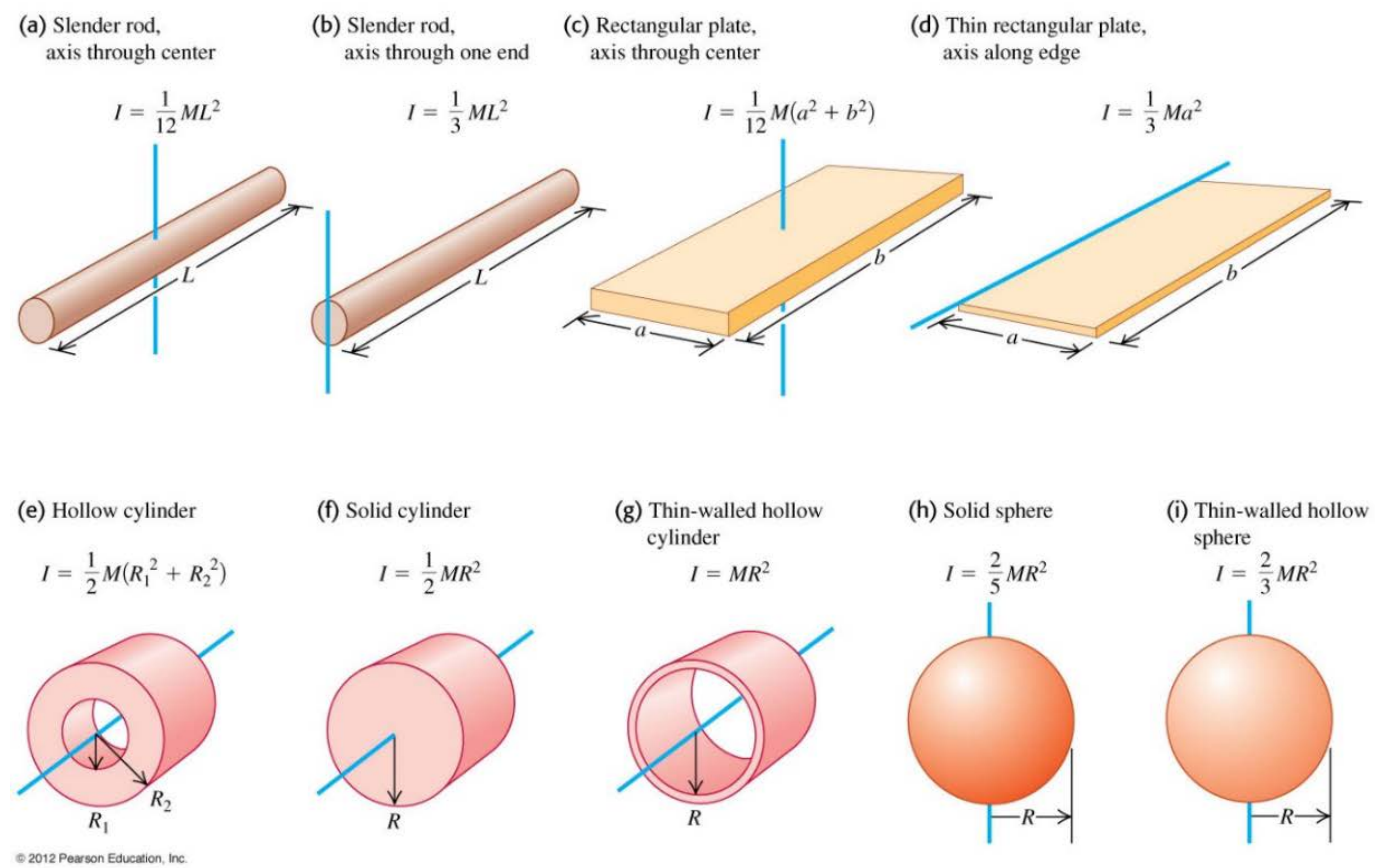 (a) Slender rod,
axis through center
I = 1/12 ML²
L
(b) Slender rod,
axis through one end
I = 1/3 ML²
L
(c) Rectangular plate,
axis through center
I = 1/12 M(a² + b²)
a
b
(d) Thin rectangular plate,
axis along edge
I = 1/3 Ma²
a
b
(e) Hollow cylinder
I = 1/2 M(R₁² + R₂²)
R₁
R₂
(f) Solid cylinder
I = 1/2 MR²
R
(g) Thin-walled hollow
cylinder
I = MR²
R
(h) Solid sphere
I = 2/5 MR²
R
(i) Thin-walled hollow
sphere
I = 2/3 MR²
R
© 2012 Pearson Education, Inc.